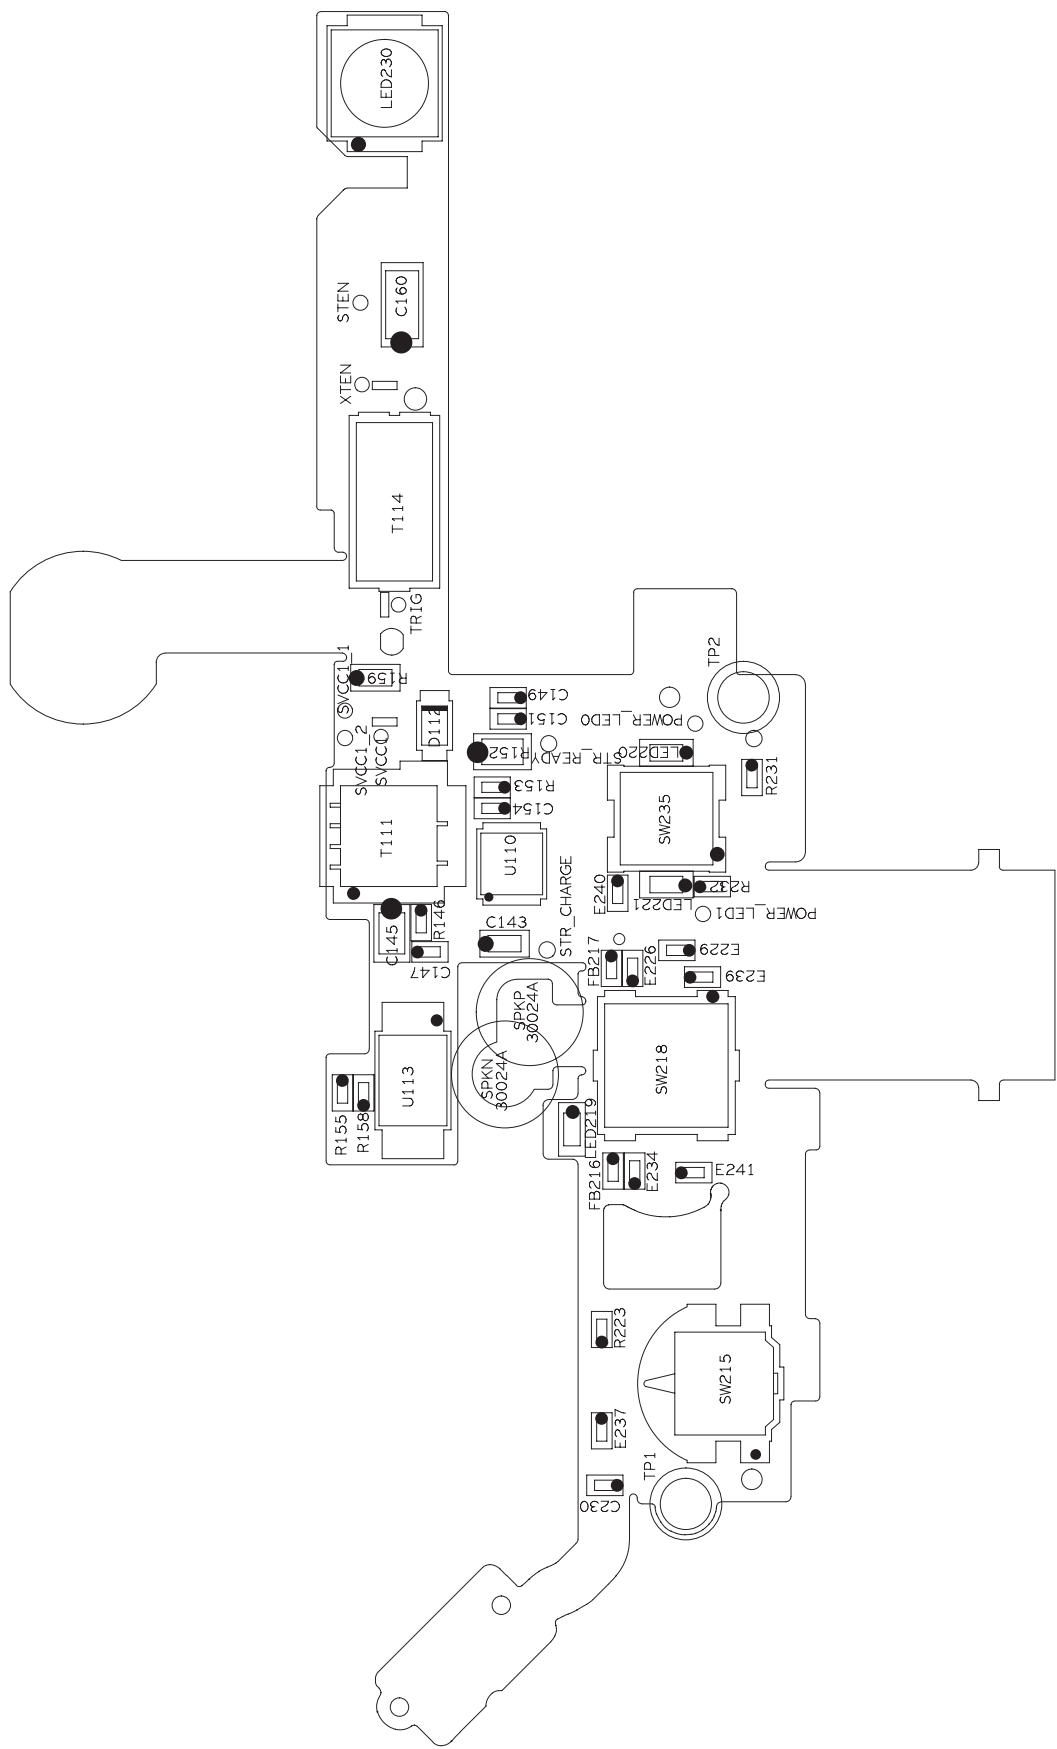 LED230
STEN
C160
XTEN
T114
TRIG
TP2
SVCC1_1
R159
C149
C151
POWER_LED0
D112
R152
STR_READY
LED220
SVCC1_2
SVCC1
R153
R231
C154
T111
SW235
U110
E240
LED221
R232
POWER_LED1
STR_CHARGE
C143
R146
C145
C147
FB217
E226
E229
E239
SPKP
30024A
SPKN
30024A
SW218
U113
R155
R158
LED219
FB216
E234
E241
R223
SW215
E237
TP1
C230